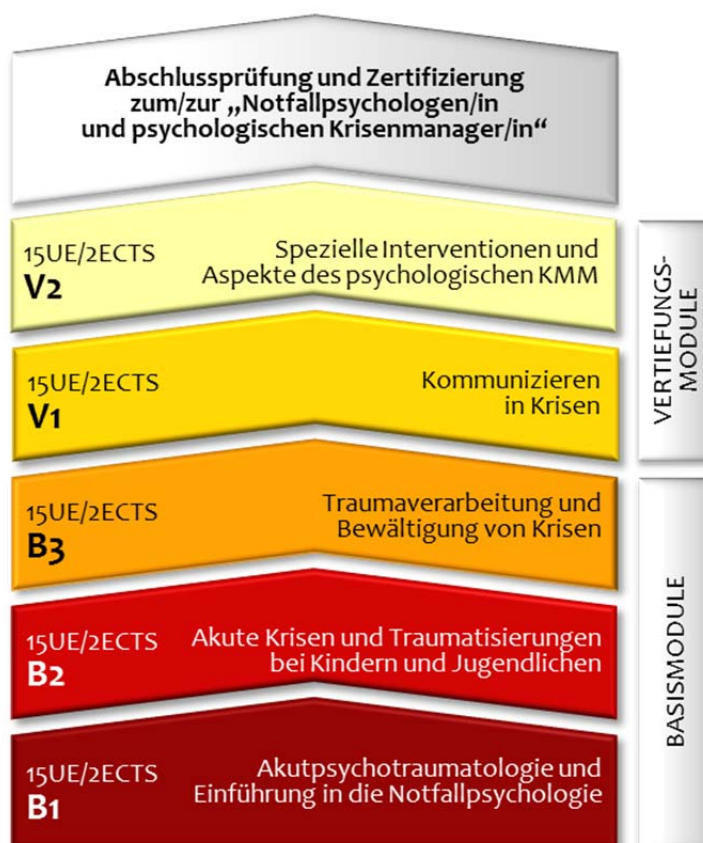 Abschlussprüfung und Zertifizierung
zum/zur „Notfallpsychologen/in
und psychologischen Krisenmanager/in“
15UE/2ECTS
V2
Spezielle Interventionen und
Aspekte des psychologischen KMM
15UE/2ECTS
V1
Kommunizieren
in Krisen
VERTIEFUNGS-
MODULE
15UE/2ECTS
B3
Traumaverarbeitung und
Bewältigung von Krisen
15UE/2ECTS
B2
Akute Krisen und Traumatisierungen
bei Kindern und Jugendlichen
15UE/2ECTS
B1
Akutpsychotraumatologie und
Einführung in die Notfallpsychologie
BASISMODULE